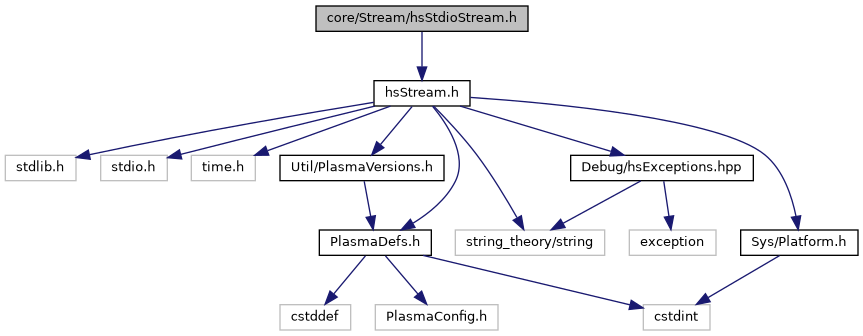 core/Stream/hsStdioStream.h
hsStream.h
stdlib.h
stdio.h
time.h
Util/PlasmaVersions.h
Debug/hsExceptions.hpp
PlasmaDefs.h
string_theory/string
exception
Sys/Platform.h
cstddef
PlasmaConfig.h
cstdint